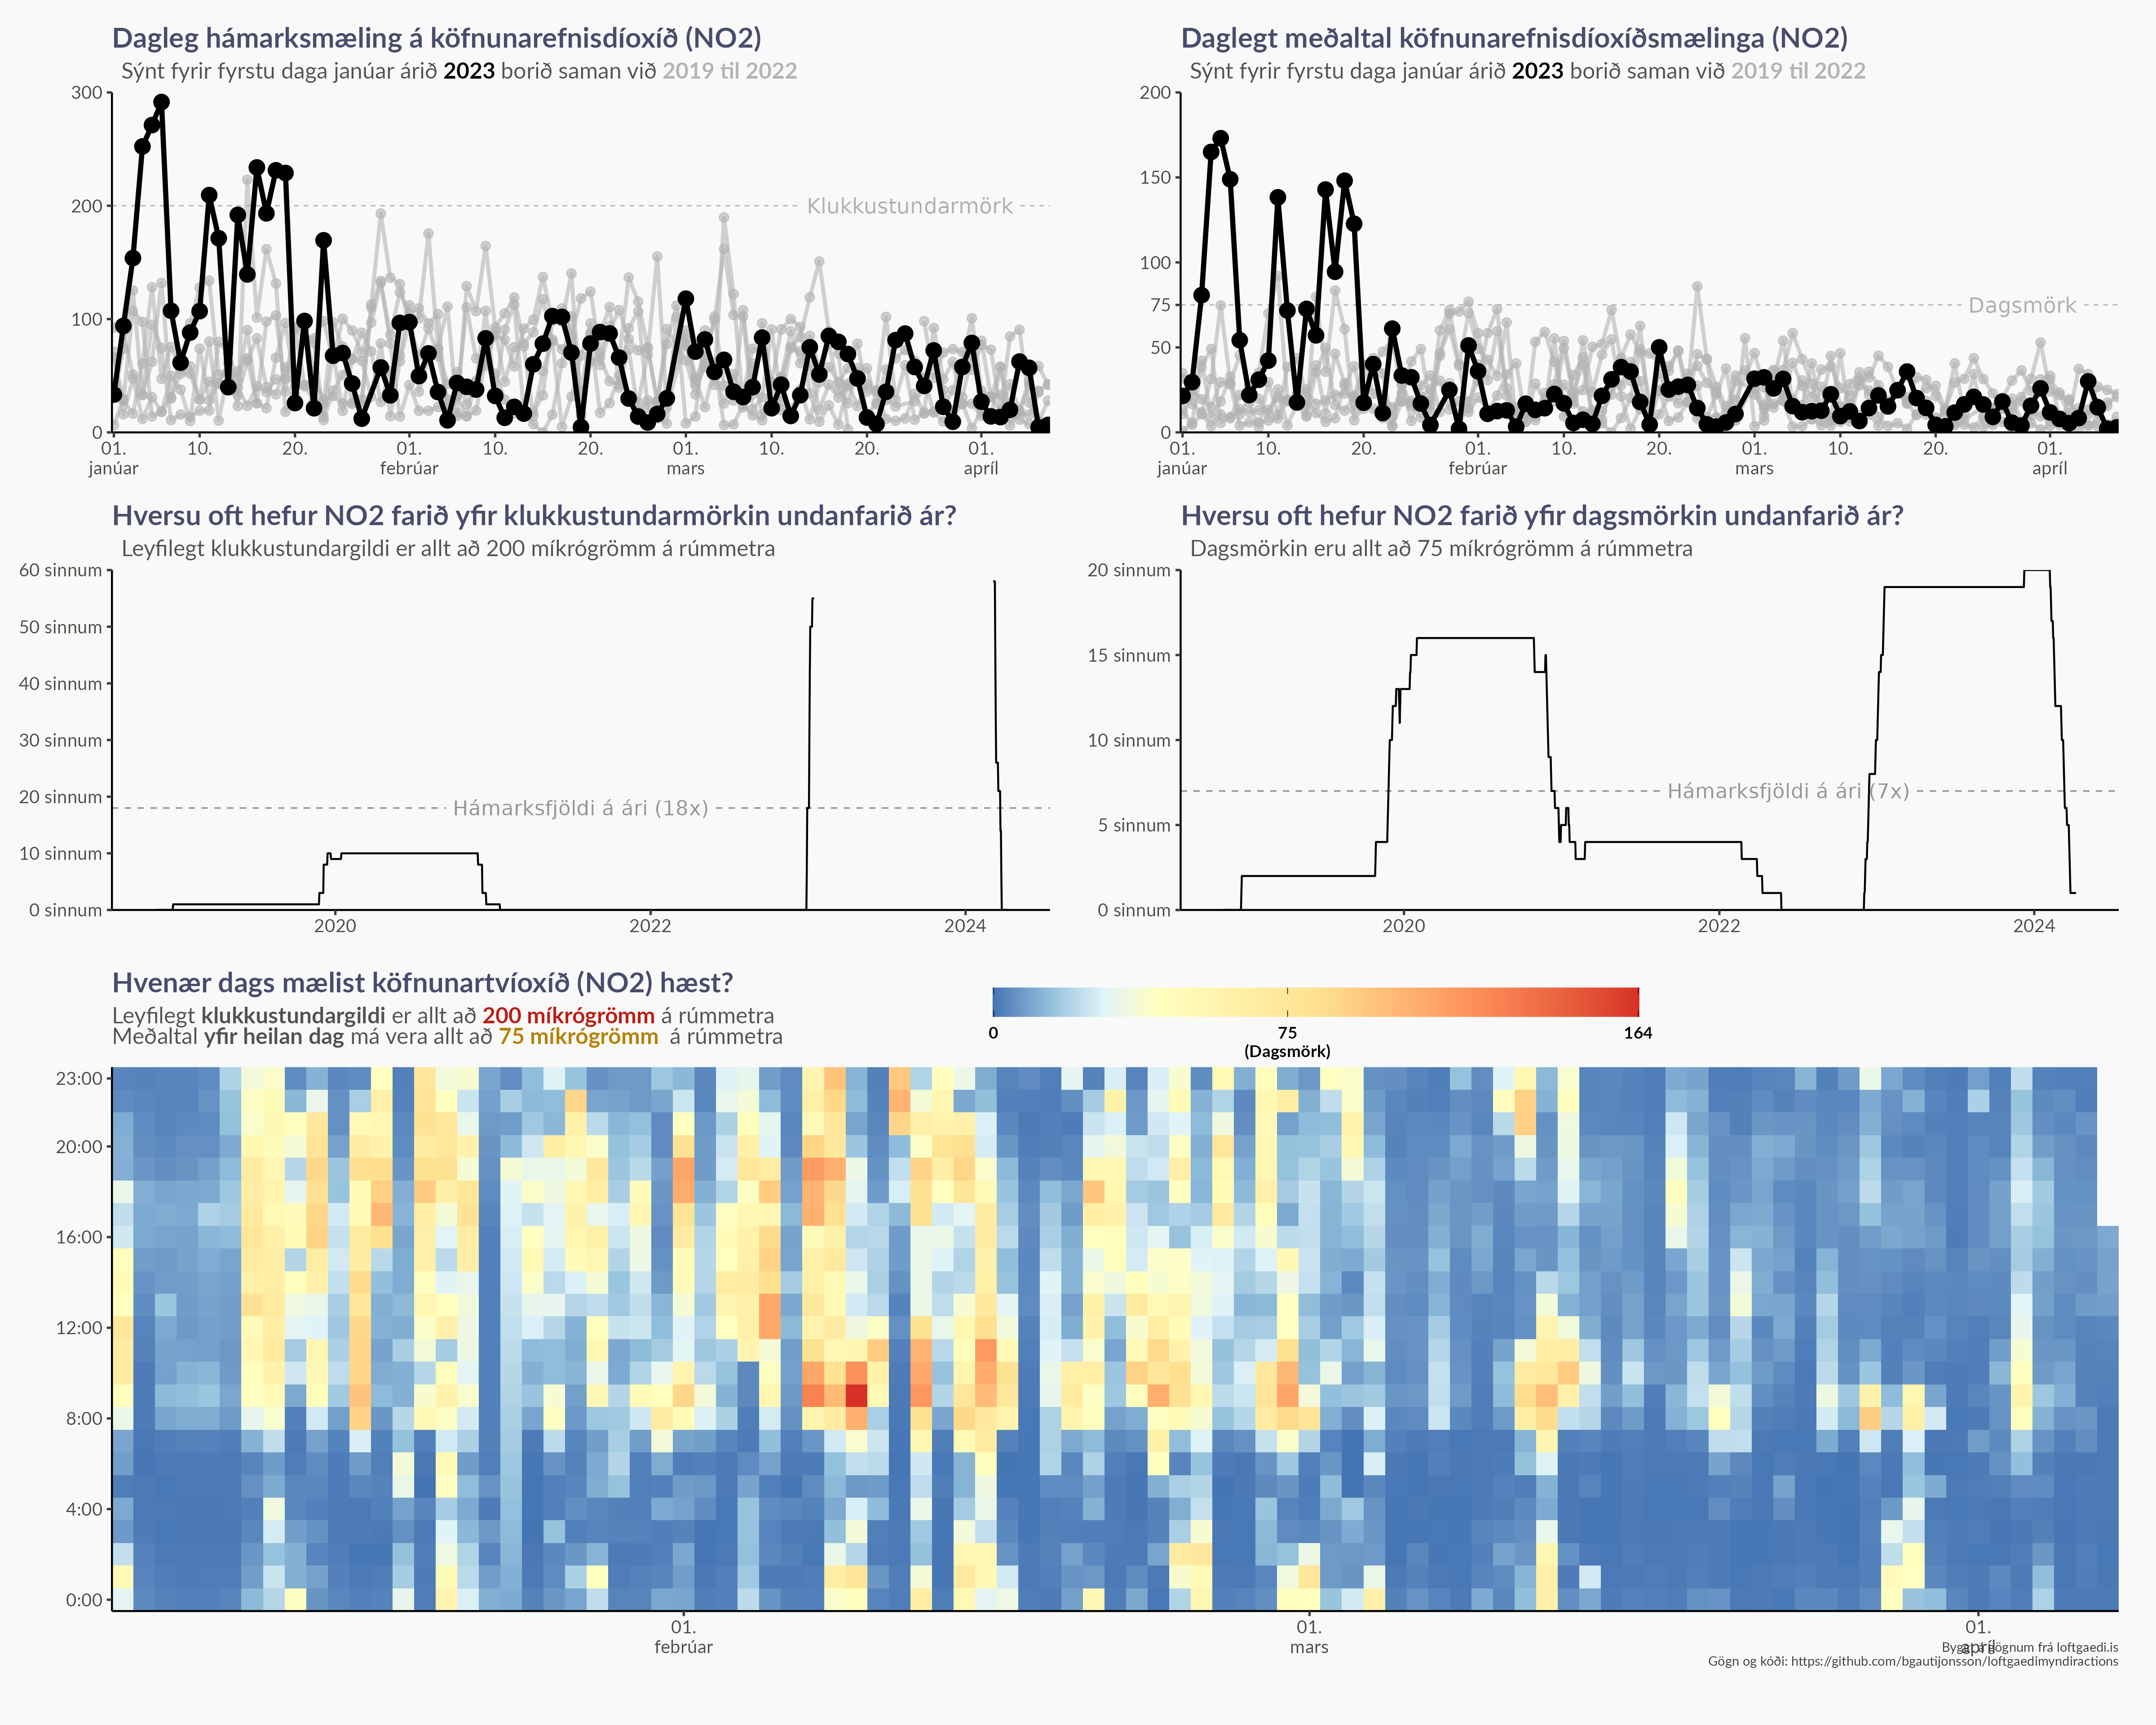 Dagleg hámarksmæling á köfnunarefnisdíoxíð (NO2)
Sýnt fyrir fyrstu daga janúar árið 2023 borið saman við 2019 til 2022
300
200
100
0
Klukkustundarmörk
01. 10. 20. 01. 10. 20. 01. 10. 20. 01.
janúar febrúar mars apríl
Daglegt meðaltal köfnunarefnisdíoxíðsmælinga (NO2)
Sýnt fyrir fyrstu daga janúar árið 2023 borið saman við 2019 til 2022
200
150
100
75
50
0
Dagsmörk
01. 10. 20. 01. 10. 20. 01. 10. 20. 01.
janúar febrúar mars apríl
Hversu oft hefur NO2 farið yfir klukkustundarmörkin undanfarið ár?
Leyfilegt klukkustundargildi er allt að 200 míkrógrömm á rúmmetra
60 sinnum
50 sinnum
40 sinnum
30 sinnum
20 sinnum
10 sinnum
0 sinnum
Hámarksfjöldi á ári (18x)
2020 2022 2024
Hversu oft hefur NO2 farið yfir dagsmörkin undanfarið ár?
Dagsmörkin eru allt að 75 míkrógrömm á rúmmetra
20 sinnum
15 sinnum
10 sinnum
5 sinnum
0 sinnum
Hámarksfjöldi á ári (7x)
2020 2022 2024
Hvenær dags mælist köfnunartvíoxíð (NO2) hæst?
Leyfilegt klukkustundargildi er allt að 200 míkrógrömm á rúmmetra
Meðaltal yfir heilan dag má vera allt að 75 míkrógrömm á rúmmetra
0 75 164
(Dagsmörk)
23:00
20:00
16:00
12:00
8:00
4:00
0:00
01. 01. 01.
febrúar mars apríl
Byggt á gögnum frá loftgaedi.is
Gögn og kóði: https://github.com/bgautijonsson/loftgaedimyndiractions